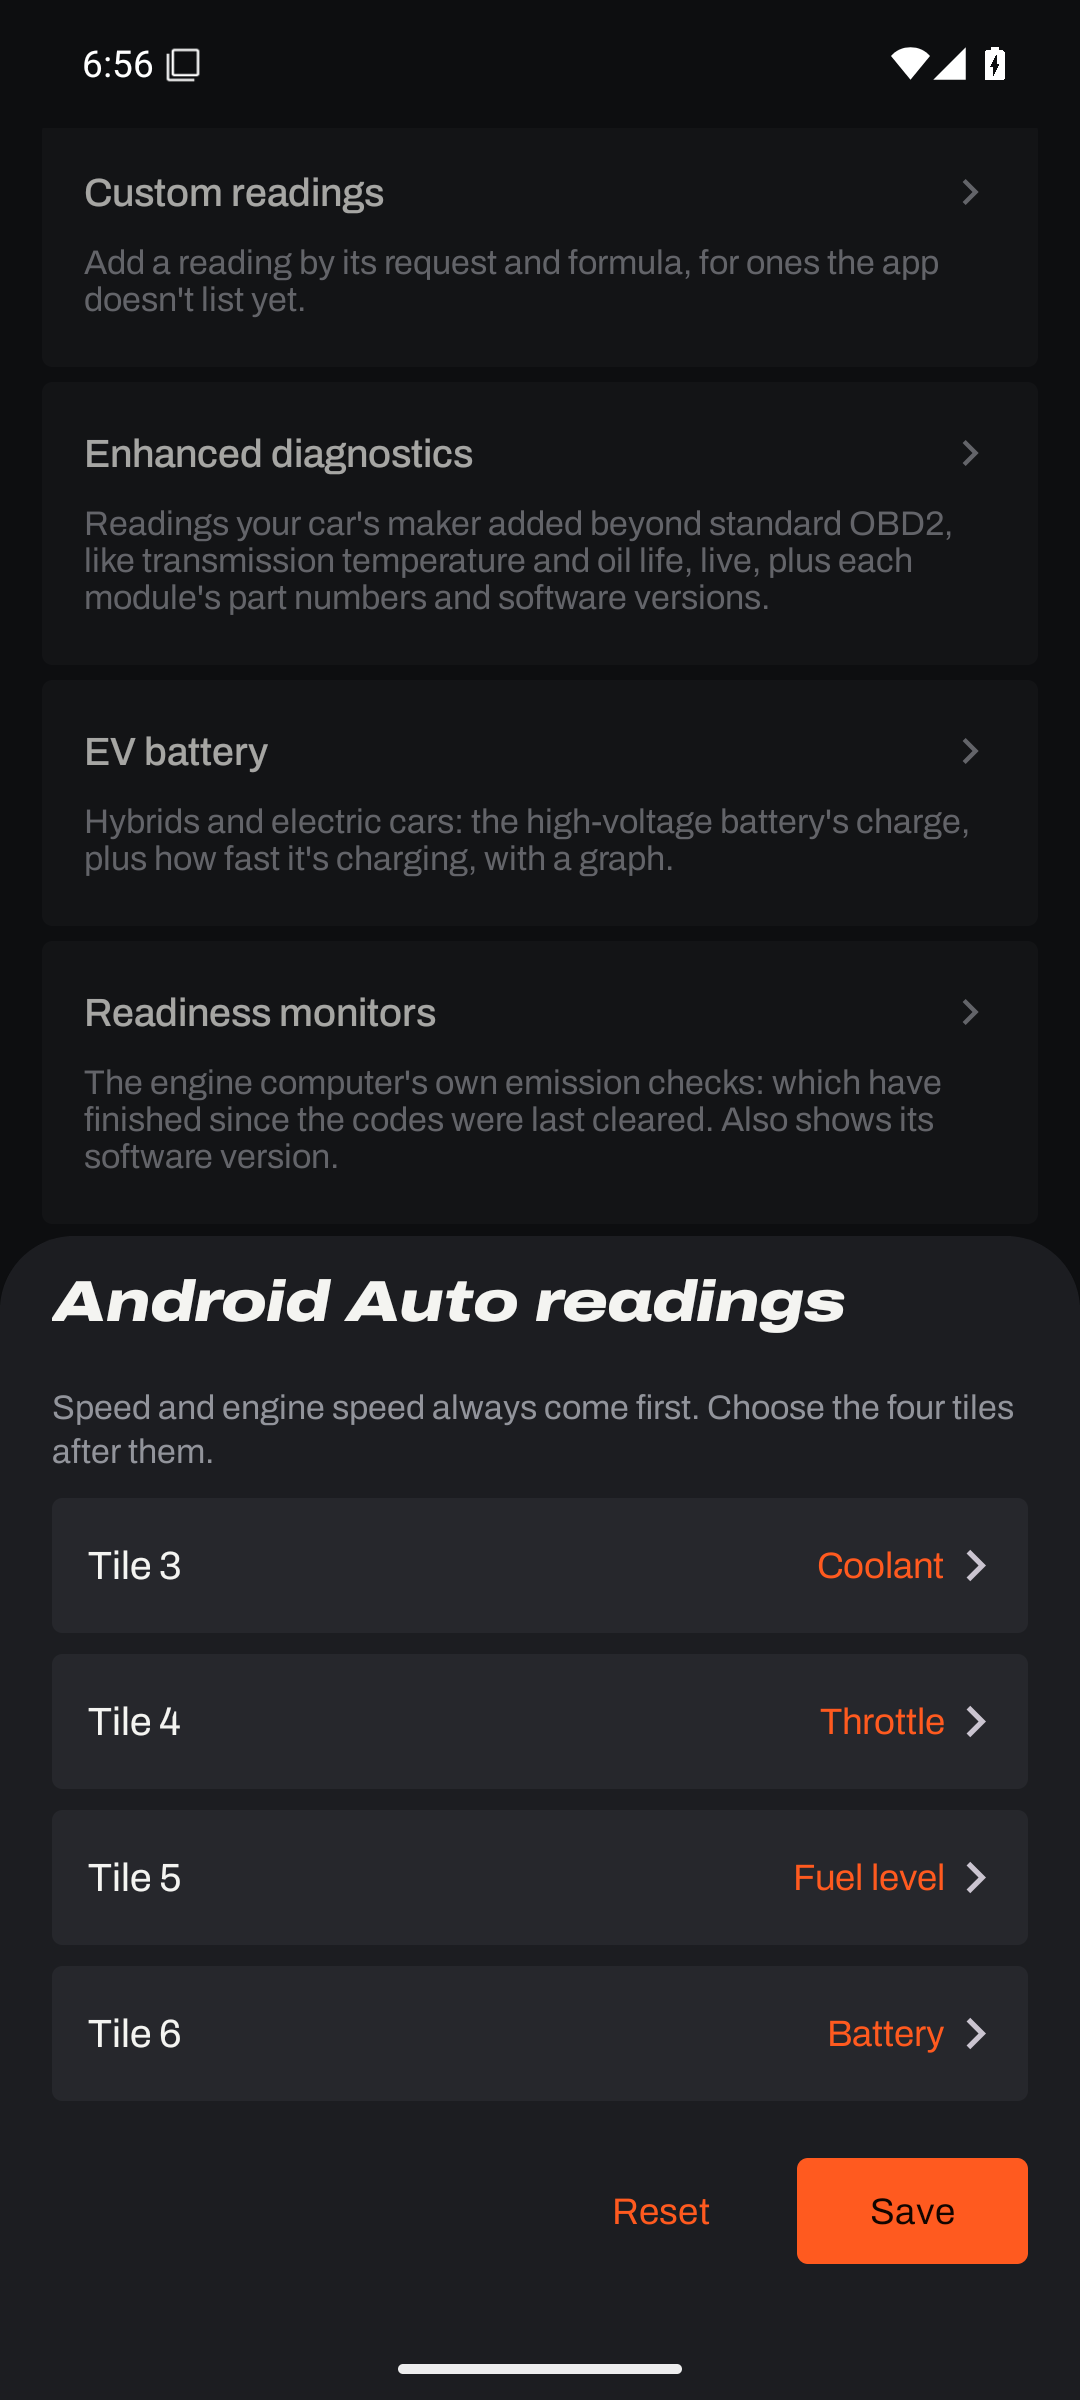 6:56
Custom readings
Add a reading by its request and formula, for ones the app
doesn't list yet.
Enhanced diagnostics
Readings your car's maker added beyond standard OBD2,
like transmission temperature and oil life, live, plus each
module's part numbers and software versions.
EV battery
Hybrids and electric cars: the high-voltage battery's charge,
plus how fast it's charging, with a graph.
Readiness monitors
The engine computer's own emission checks: which have
finished since the codes were last cleared. Also shows its
software version.
Android Auto readings
Speed and engine speed always come first. Choose the four tiles
after them.
Tile 3 Coolant
Tile 4 Throttle
Tile 5 Fuel level
Tile 6 Battery
Reset Save